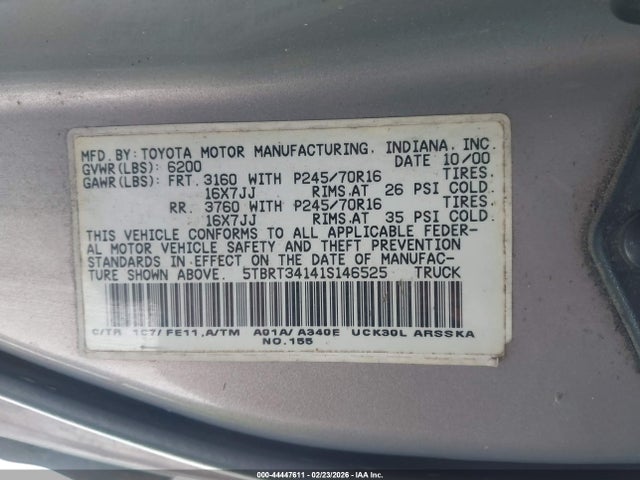 MFD. BY: TOYOTA MOTOR MANUFACTURING, INDIANA, INC.
GVWR(LBS): 6200 DATE 10/00
GAWR(LBS): FRT. 3160 WITH P245/70R16 TIRES.
16X7JJ RIMS.AT 26 PSI COLD.
RR. 3760 WITH P245/70R16 TIRES.
16X7JJ RIMS.AT 35 PSI COLD.
THIS VEHICLE CONFORMS TO ALL APPLICABLE FEDER-
AL MOTOR VEHICLE SAFETY AND THEFT PREVENTION
STANDARDS IN EFFECT ON THE DATE OF MANUFAC-
TURE SHOWN ABOVE. 5TBRT34141S146525 TRUCK
C/TR 1C7/FE11,A/TM A01A/A340E UCK30L ARSSKA
NO.155
000-44447611 - 02/23/2026 - IAAI.COM